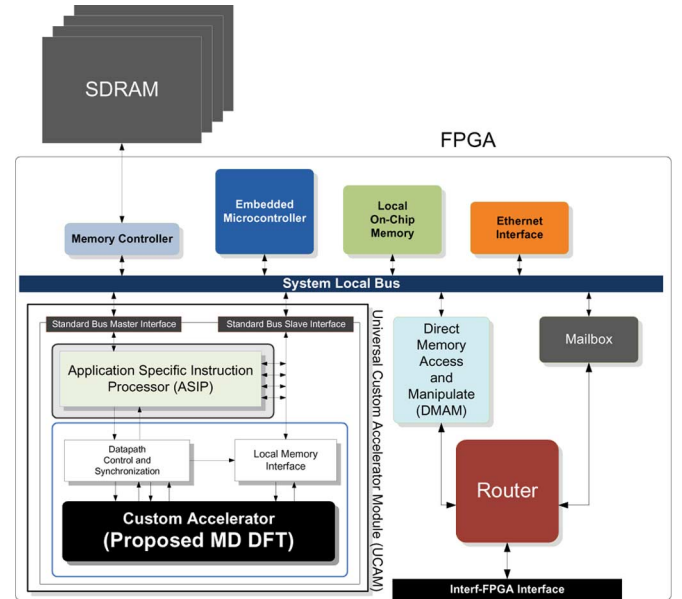 SDRAM
FPGA
Embedded
Microcontroller
Local
On-Chip
Memory
Ethernet
Interface
Memory Controller
System Local Bus
Standard Bus Master Interface
Standard Bus Slave Interface
Universal Custom Accelerator Module (UCAM)
Application Specific Instruction
Processor (ASIP)
Datapath
Control and
Synchronization
Local Memory
Interface
Custom Accelerator
(Proposed MD DFT)
Direct
Memory
Access
and
Manipulate
(DMAM)
Mailbox
Router
Interf-FPGA Interface